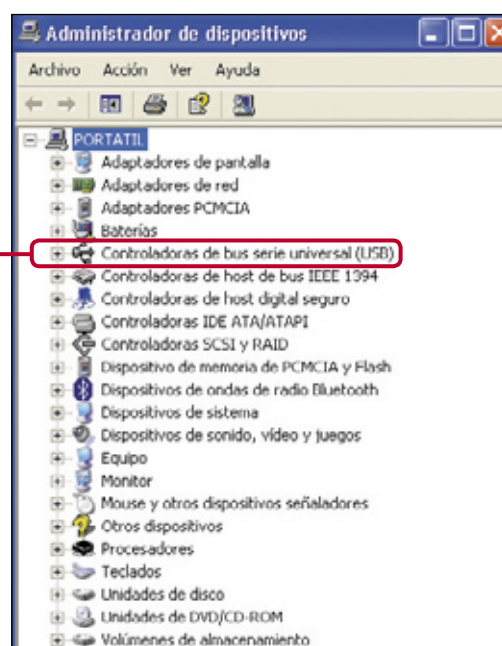 Administrador de dispositivos
Archivo Acción Ver Ayuda
PORTATIL
Adaptadores de pantalla
Adaptadores de red
Adaptadores PCMCIA
Baterías
Controladoras de bus serie universal (USB)
Controladoras de host de bus IEEE 1394
Controladoras de host digital seguro
Controladoras IDE ATA/ATAPI
Controladoras SCSI y RAID
Dispositivo de memoria de PCMCIA y Flash
Dispositivos de ondas de radio Bluetooth
Dispositivos de sistema
Dispositivos de sonido, vídeo y juegos
Equipo
Monitor
Mouse y otros dispositivos señaladores
Otros dispositivos
Procesadores
Teclados
Unidades de disco
Unidades de DVD/CD-ROM
Volúmenes de almacenamiento